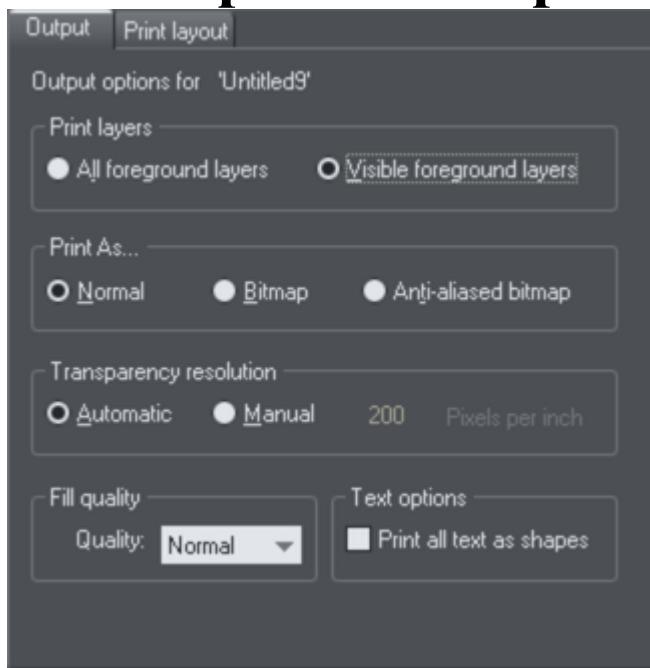 Output Print layout
Output options for 'Untitled9'
Print layers
All foreground layers Visible foreground layers
Print As...
Normal Bitmap Anti-aliased bitmap
Transparency resolution
Automatic Manual 200 Pixels per inch
Fill quality Text options
Quality: Normal Print all text as shapes